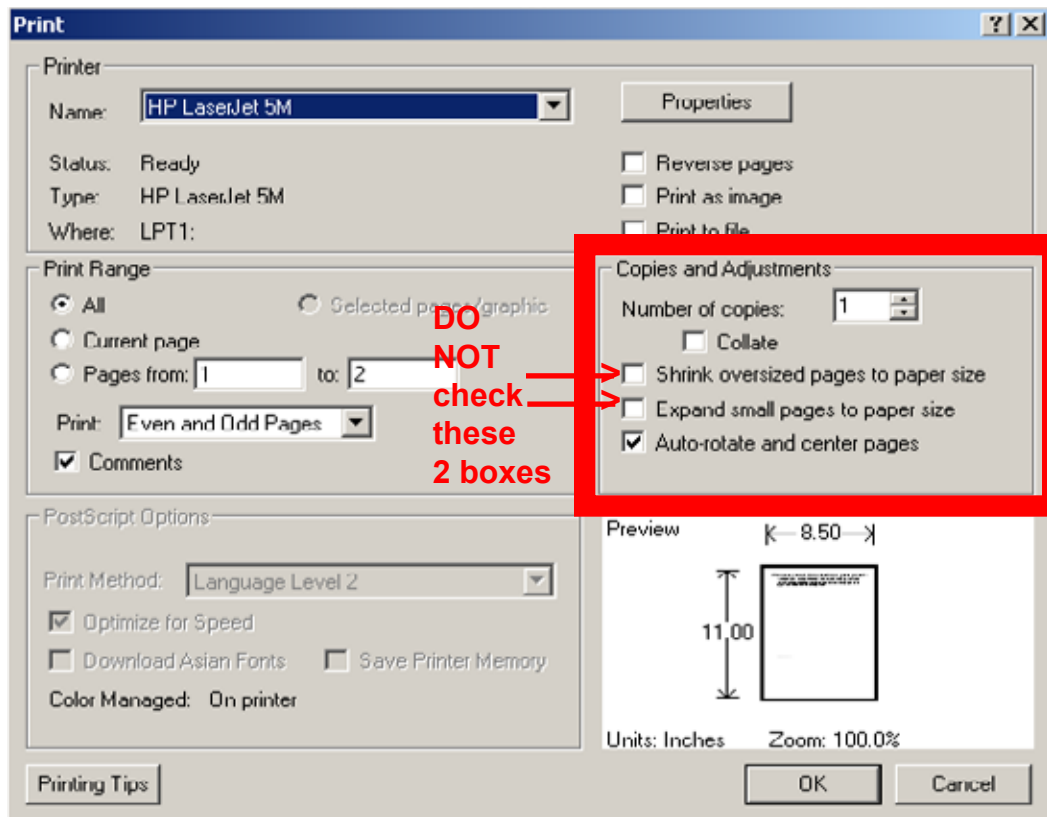 Print
Printer
Name: HP LaserJet 5M
Properties
Status: Ready
Reverse pages
Type: HP LaserJet 5M
Print as image
Where: LPT1:
Print to file
Print Range
All
Selected pages/graphic
Current page
Pages from: 1 to: 2
Print: Even and Odd Pages
Comments
DO
NOT
check
these
2 boxes
Copies and Adjustments
Number of copies: 1
Collate
Shrink oversized pages to paper size
Expand small pages to paper size
Auto-rotate and center pages
PostScript Options
Print Method: Language Level 2
Optimize for Speed
Download Asian Fonts Save Printer Memory
Color Managed: On printer
Preview
8.50
11.00
Units: Inches Zoom: 100.0%
Printing Tips
OK
Cancel